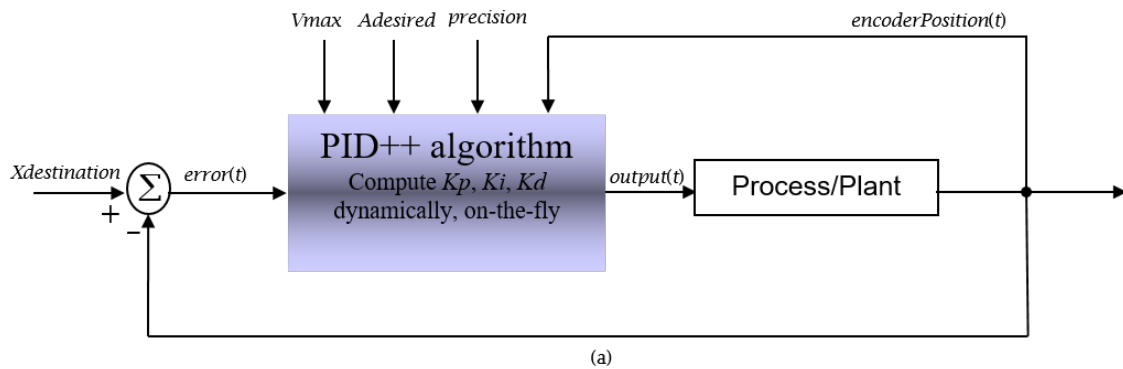 Vmax Adesired precision
encoderPosition(t)
PID++ algorithm
Compute Kp, Ki, Kd
dynamically, on-the-fly
Xdestination
+
−
Σ
error(t)
output(t)
Process/Plant
(a)